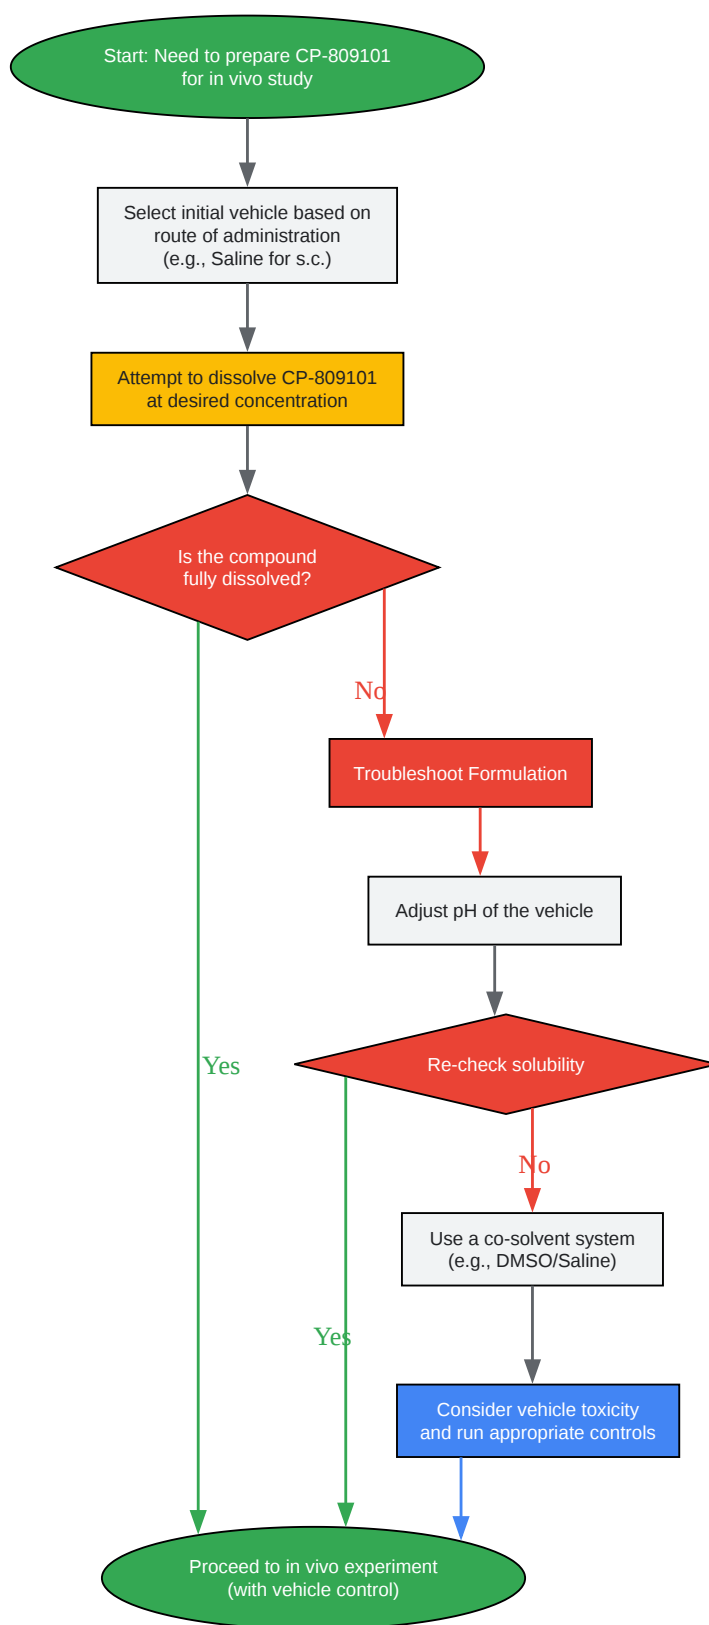 Start: Need to prepare CP-809101
for in vivo study
Select initial vehicle based on
route of administration
(e.g., Saline for s.c.)
Attempt to dissolve CP-809101
at desired concentration
Is the compound
fully dissolved?
No
Troubleshoot Formulation
Adjust pH of the vehicle
Re-check solubility
Yes
No
Use a co-solvent system
(e.g., DMSO/Saline)
Yes
Consider vehicle toxicity
and run appropriate controls
Proceed to in vivo experiment
(with vehicle control)